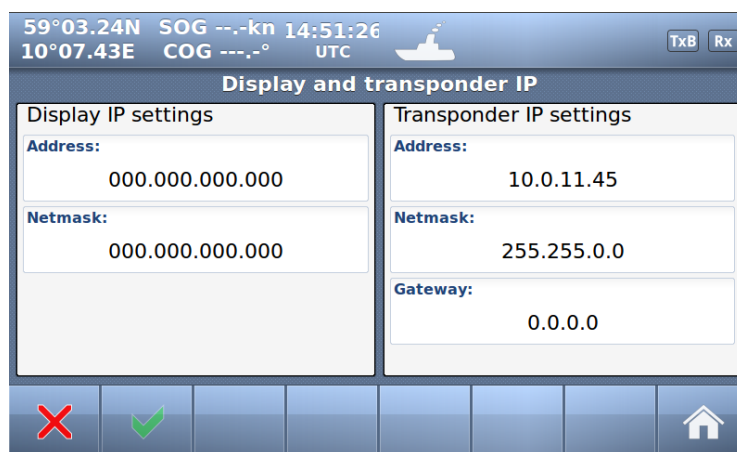 59°03.24N SOG --.-kn 14:51:26
10°07.43E COG ---.-° UTC
TxB Rx
Display and transponder IP
Display IP settings
Address:
000.000.000.000
Netmask:
000.000.000.000
Transponder IP settings
Address:
10.0.11.45
Netmask:
255.255.0.0
Gateway:
0.0.0.0